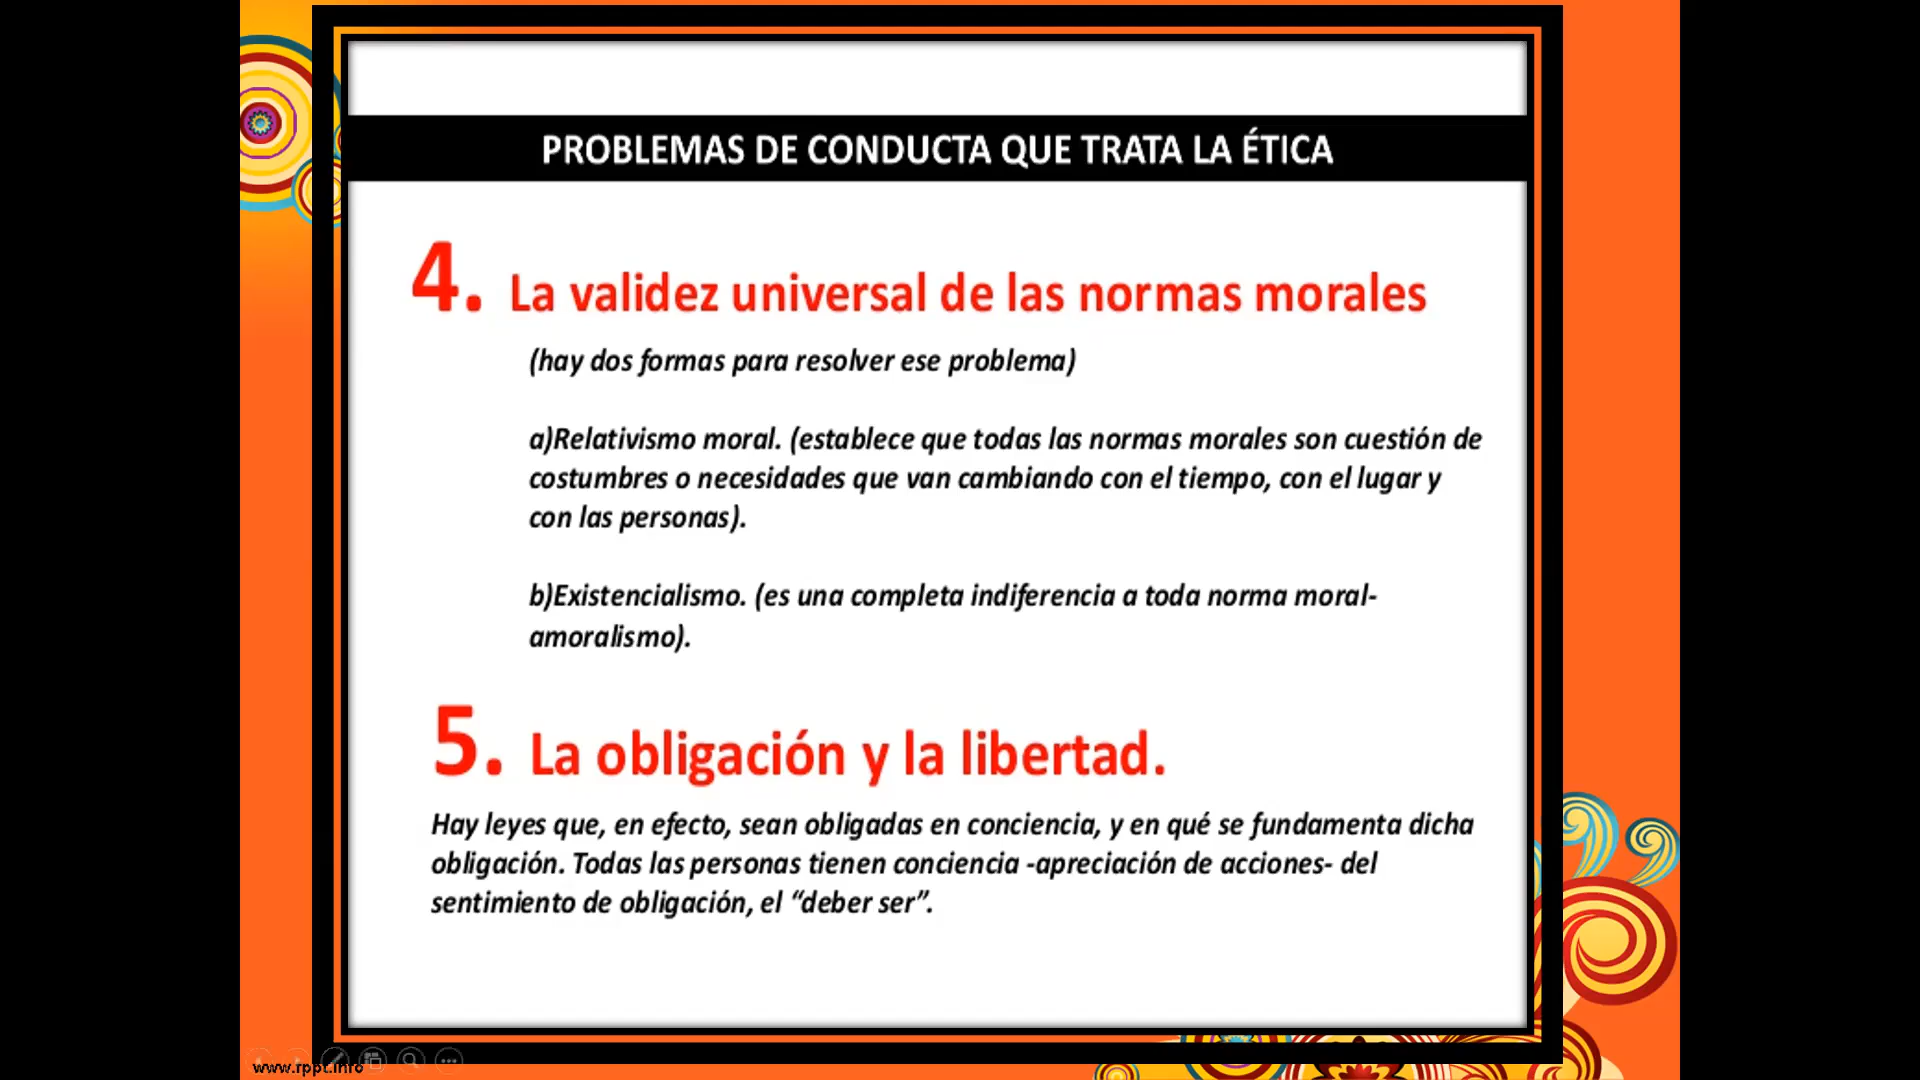 PROBLEMAS DE CONDUCTA QUE TRATA LA ÉTICA
4. La validez universal de las normas morales
(hay dos formas para resolver ese problema)
a)Relativismo moral. (establece que todas las normas morales son cuestión de
costumbres o necesidades que van cambiando con el tiempo, con el lugar y
con las personas).
b)Existencialismo. (es una completa indiferencia a toda norma moral-
amoralismo).
5. La obligación y la libertad.
Hay leyes que, en efecto, sean obligadas en conciencia, y en qué se fundamenta dicha
obligación. Todas las personas tienen conciencia -apreciación de acciones- del
sentimiento de obligación, el “deber ser”.
www.rppt.info